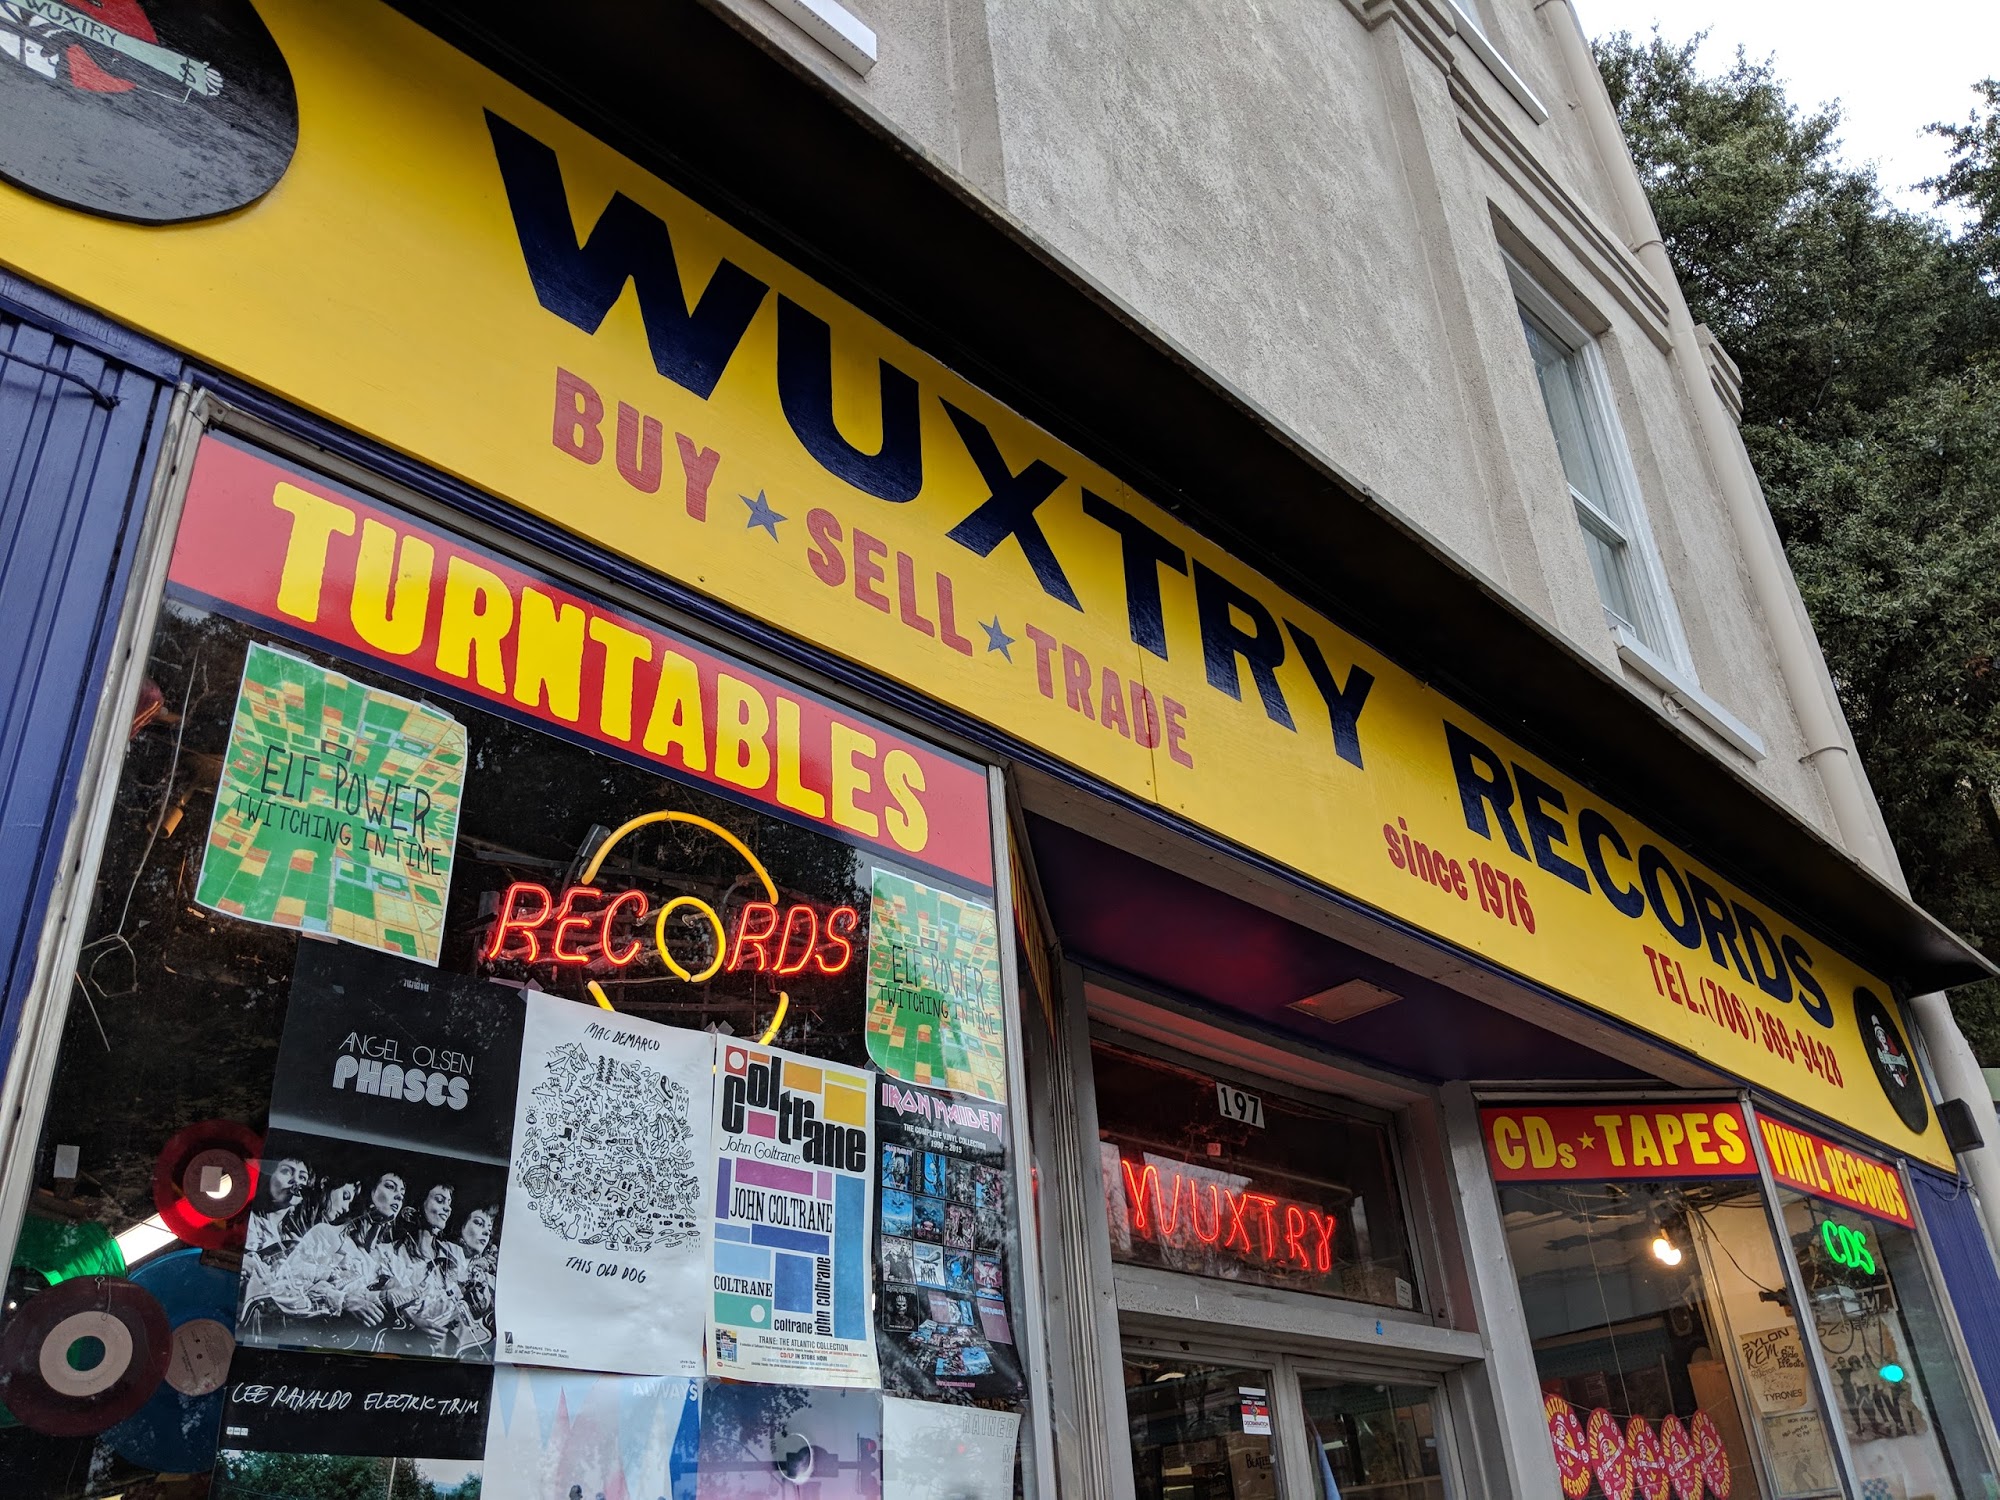 WUXTRY
$
WUXTRY RECORDS
BUY ★ SELL ★ TRADE
since 1976
TEL.(706) 369-9428
TURNTABLES
ELF POWER
TWITCHING IN TIME
RECORDS
ELF POWER
TWITCHING IN TIME
ANGEL OLSEN
PHASES
MAC DEMARCO
THIS OLD DOG
coltrane
John Coltrane
JOHN COLTRANE
COLTRANE
john coltrane
coltrane
TRANE: THE ATLANTIC COLLECTION
IRON MAIDEN
THE COMPLETE VINYL COLLECTION
LEE RANALDO ELECTRIC TRIM
ALVVAYS
197
WUXTRY
CDs ★ TAPES
VINYL RECORDS
CDS
PYLON
REM
TYRONES
WUXTRY
RECORDS